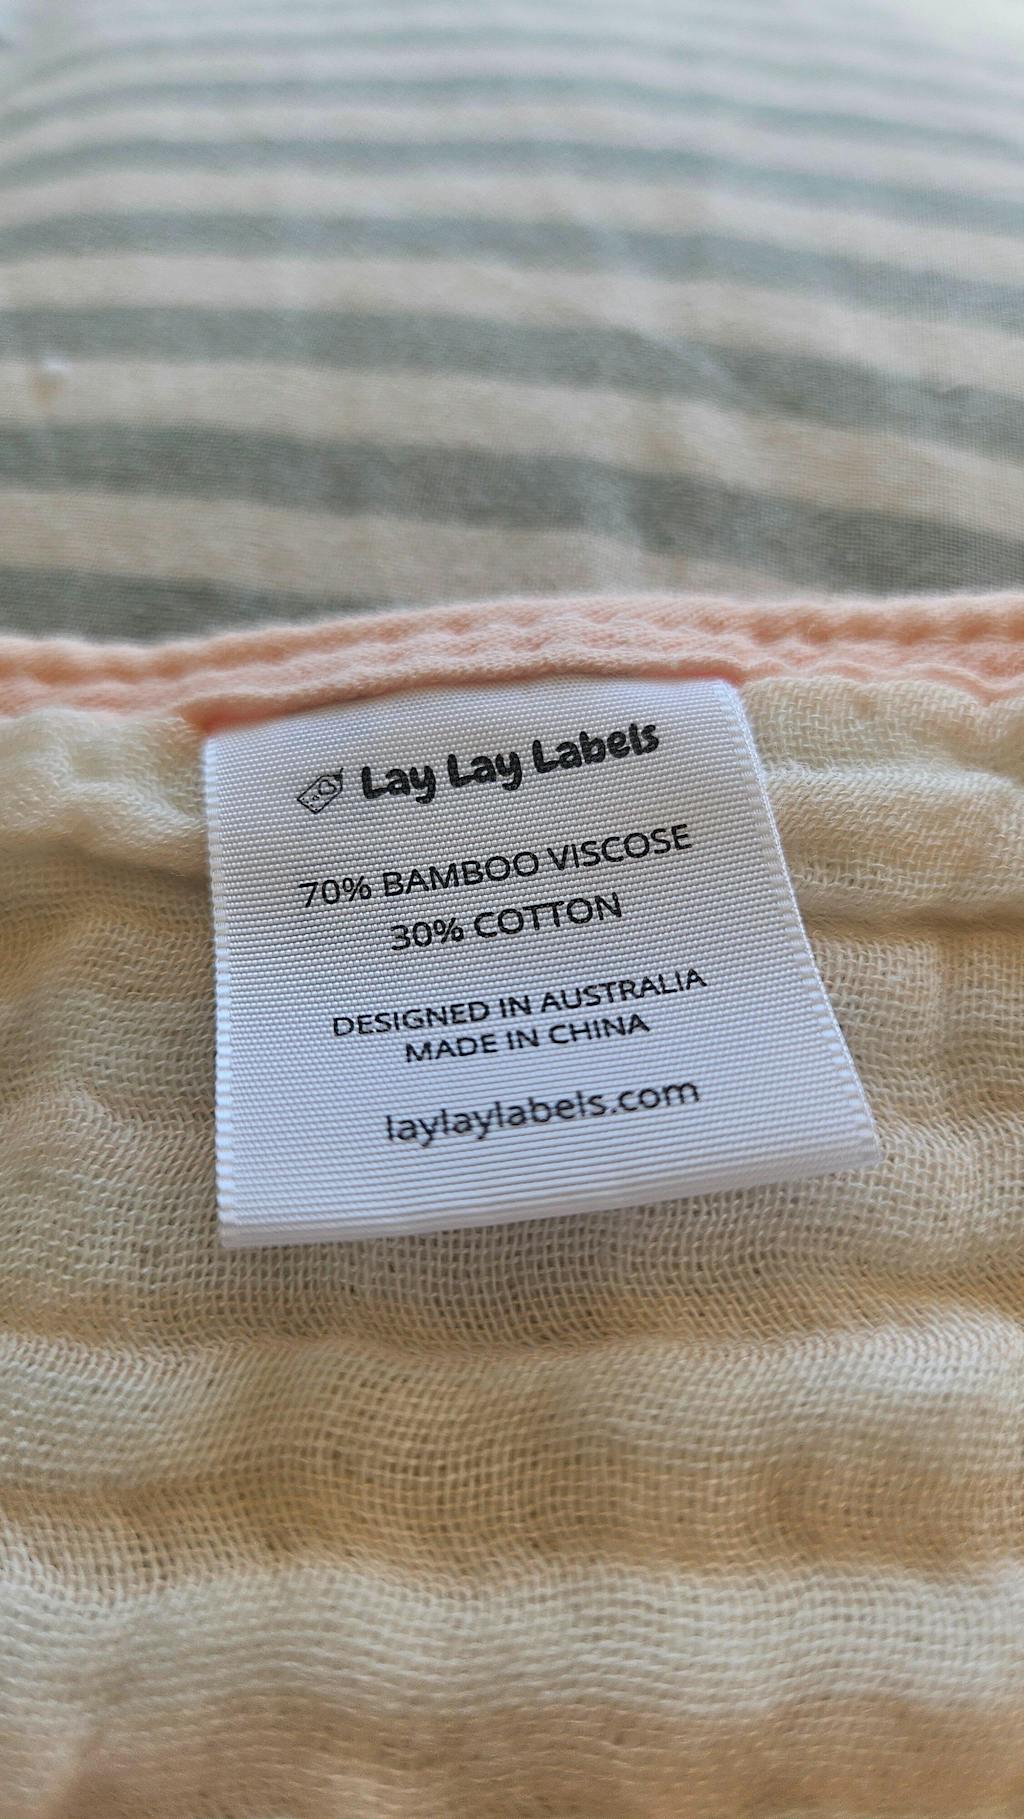 Lay Lay Labels
70% BAMBOO VISCOSE
30% COTTON
DESIGNED IN AUSTRALIA
MADE IN CHINA
laylaylabels.com